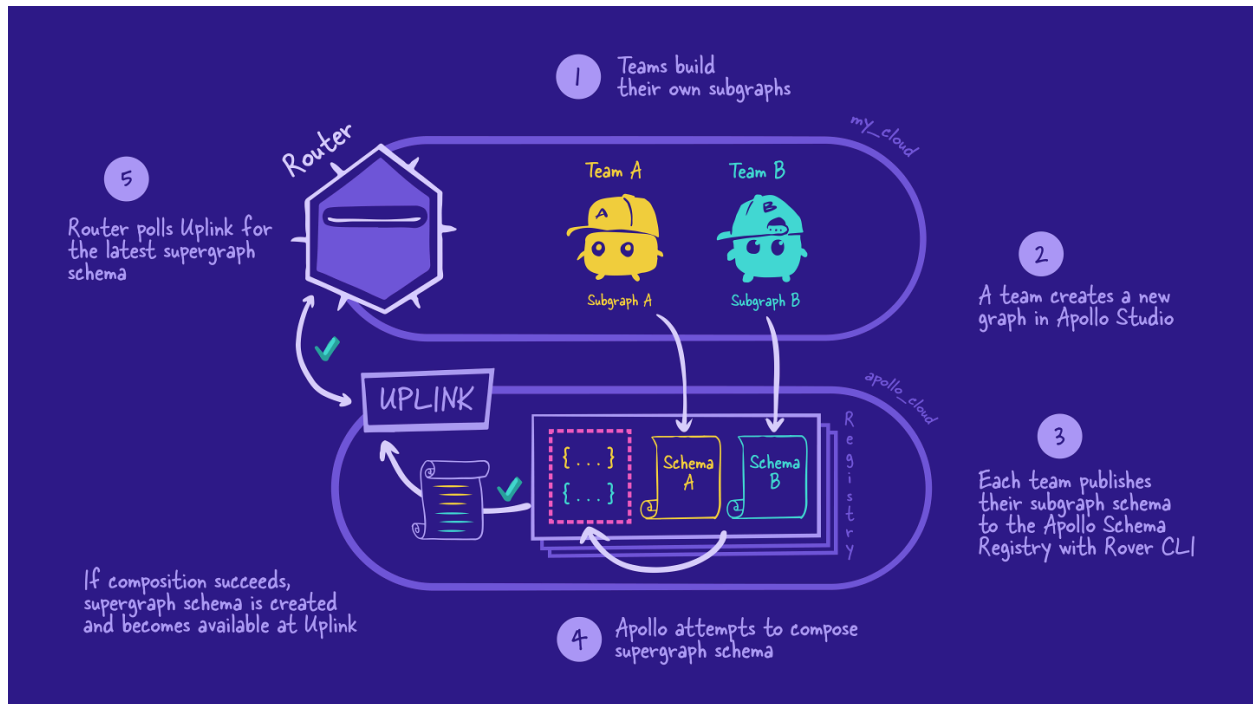 1
Teams build
their own subgraphs
my_cloud
Router
5
Router polls Uplink for
the latest supergraph
schema
Team A
A
Subgraph A
Team B
B
Subgraph B
2
A team creates a new
graph in Apollo Studio
apollo_cloud
UPLINK
{...}
{...}
Schema
A
Schema
B
Registry
3
Each team publishes
their subgraph schema
to the Apollo Schema
Registry with Rover CLI
If composition succeeds,
supergraph schema is created
and becomes available at Uplink
4
Apollo attempts to compose
supergraph schema